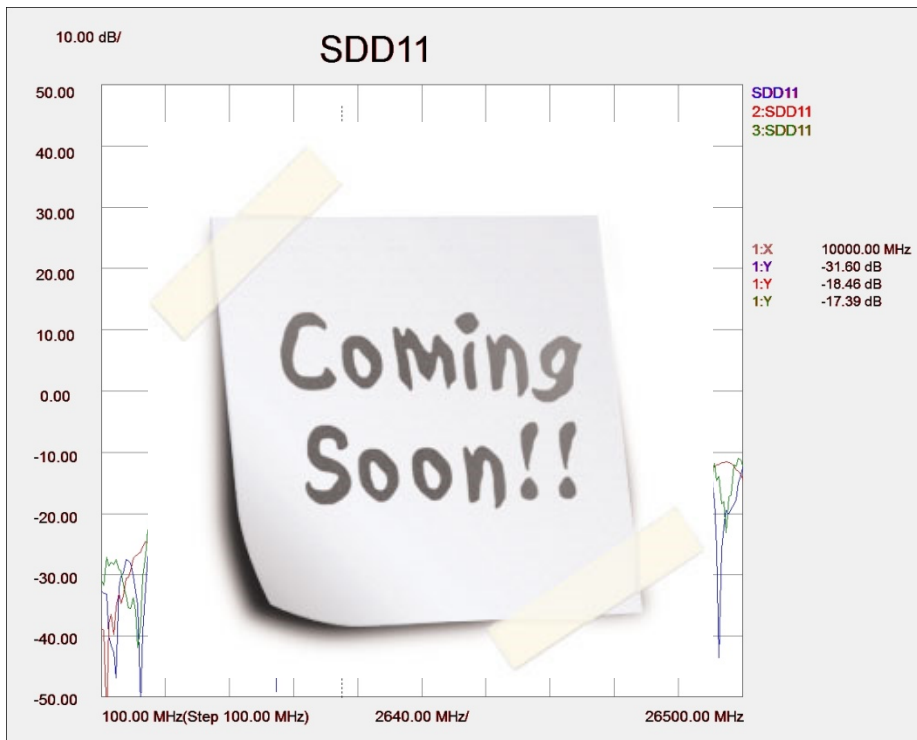 10.00 dB/
SDD11
50.00
40.00
30.00
20.00
10.00
0.00
-10.00
-20.00
-30.00
-40.00
-50.00
SDD11
2:SDD11
3:SDD11
1:X 10000.00 MHz
1:Y -31.60 dB
1:Y -18.46 dB
1:Y -17.39 dB
Coming
Soon!!
100.00 MHz(Step 100.00 MHz) 2640.00 MHz/ 26500.00 MHz